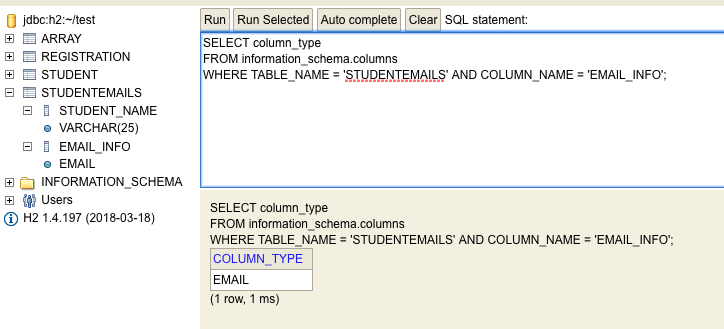 jdbc:h2:~/test
ARRAY
REGISTRATION
STUDENT
STUDENTEMAILS
STUDENT_NAME
VARCHAR(25)
EMAIL_INFO
EMAIL
INFORMATION_SCHEMA
Users
H2 1.4.197 (2018-03-18)
Run Run Selected Auto complete Clear SQL statement:
SELECT column_type
FROM information_schema.columns
WHERE TABLE_NAME = 'STUDENTEMAILS' AND COLUMN_NAME = 'EMAIL_INFO';
SELECT column_type
FROM information_schema.columns
WHERE TABLE_NAME = 'STUDENTEMAILS' AND COLUMN_NAME = 'EMAIL_INFO';
COLUMN_TYPE
EMAIL
(1 row, 1 ms)